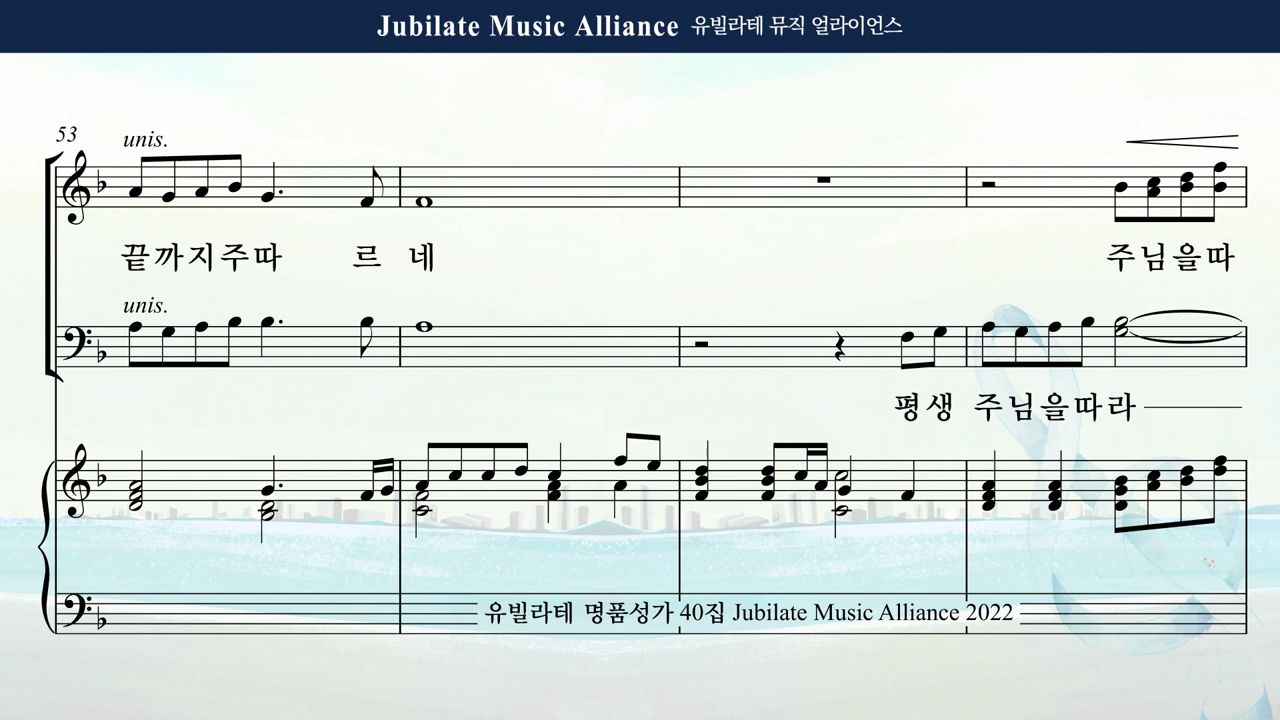 Jubilate Music Alliance 유빌라테 뮤직 얼라이언스
53
unis.
끝까지주따 르 네 주님을따
unis.
평생 주님을따라
유빌라테 명품성가 40집 Jubilate Music Alliance 2022